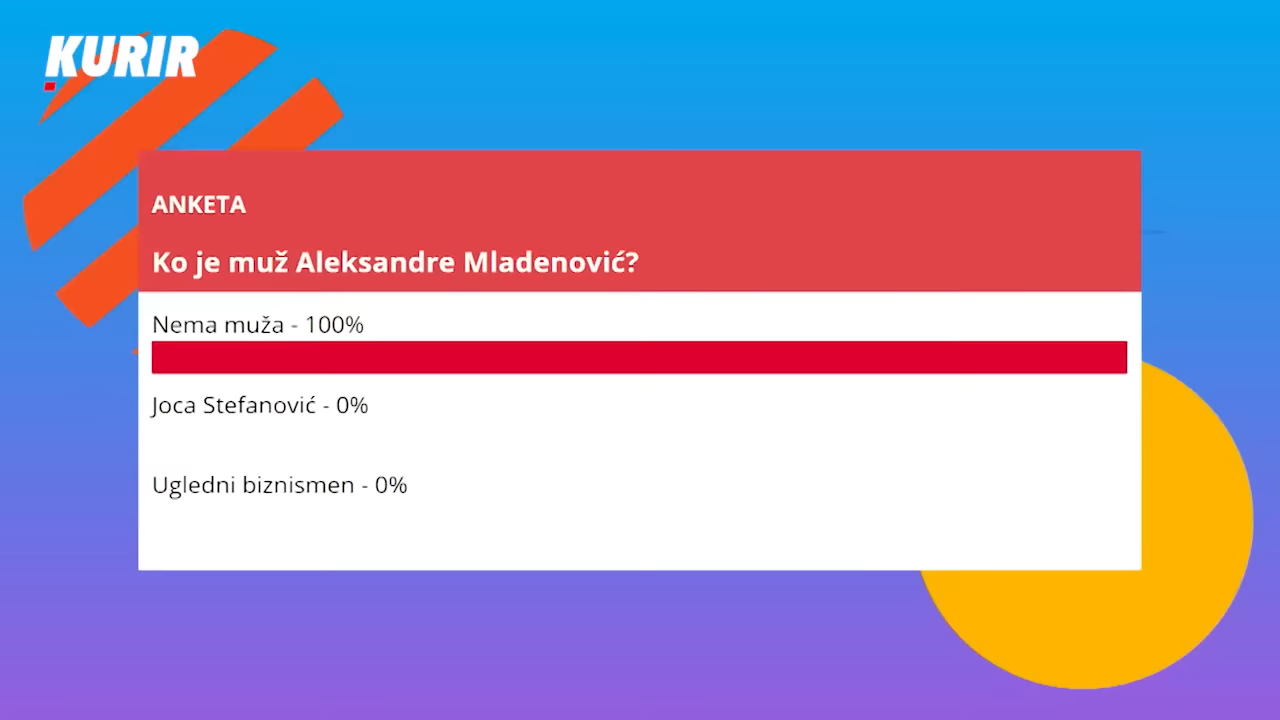 KURIR
ANKETA
Ko je muž Aleksandre Mladenović?
Nema muža - 100%
Joca Stefanović - 0%
Ugledni biznismen - 0%